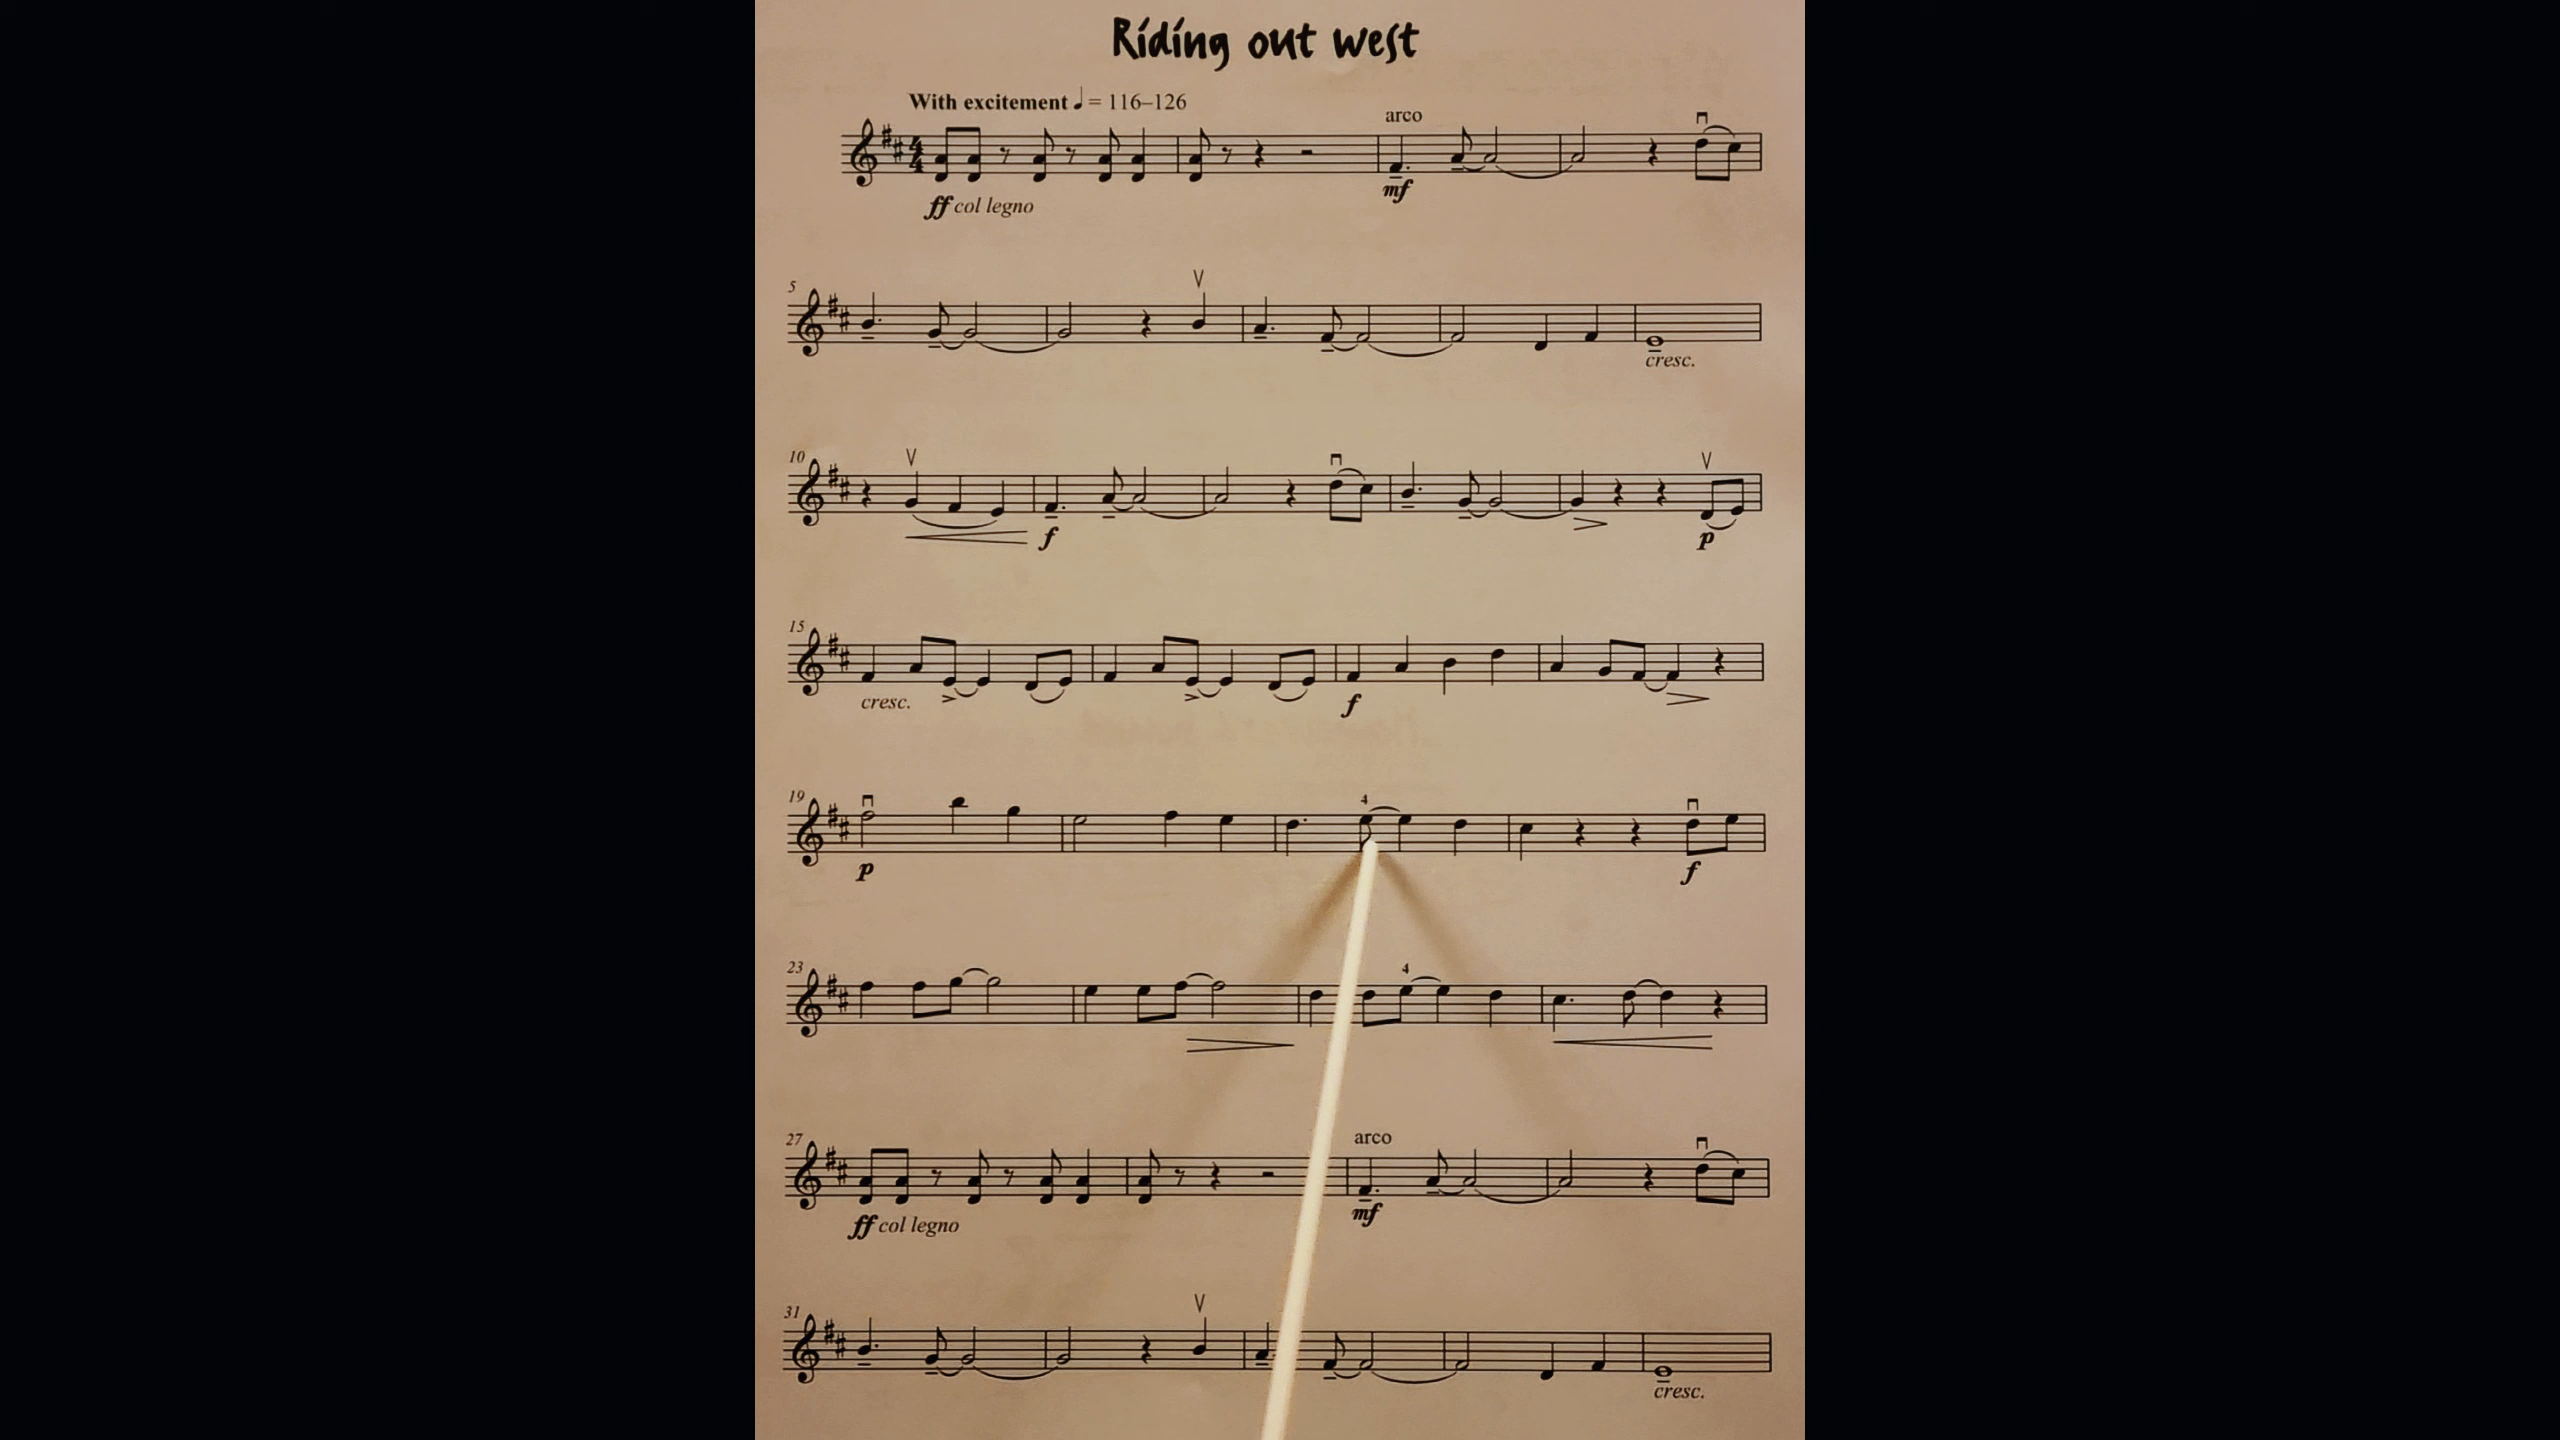 Riding out west
With excitement ♩= 116–126
arco
ff col legno
mf
5
cresc.
10
f
p
15
cresc.
f
19
4
p
f
23
4
27
arco
ff col legno
mf
31
cresc.